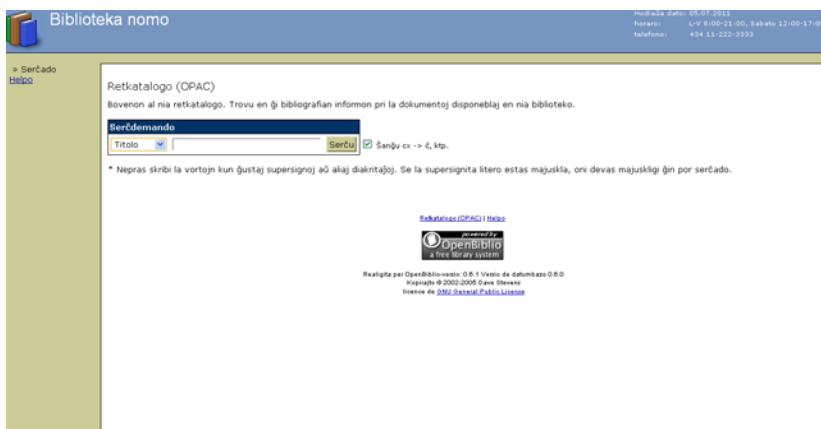 Biblioteka nomo
Hodiaŭa dato: 05.07.2011
horaro: L-V 8:00-21:00, Sabato 12:00-17:00
telefono: 434 11-222-3333
» Serĉado
Helpo
Retkatalogo (OPAC)
Bovenon al nia retkatalogo. Trovu en ĝi bibliografian informon pri la dokumentoj disponeblaj en nia biblioteko.
Serĉdemando
Titolo Serĉu Ŝanĝu cx -> ĉ, ktp.
* Nepras skribi la vortojn kun ĝustaj supersignoj aŭ aliaj diakritaĵoj. Se la supersignita litero estas majuskla, oni devas majuskligi ĝin por serĉado.
Retkatalogo (OPAC) | Helpo
powered by
OpenBiblio
a free library system
Realigita per OpenBiblio-versio: 0.6.1 Versio de datumbazo 0.6.0
Kopirajto © 2002-2005 Dave Stevens
licence de GNU General Public License